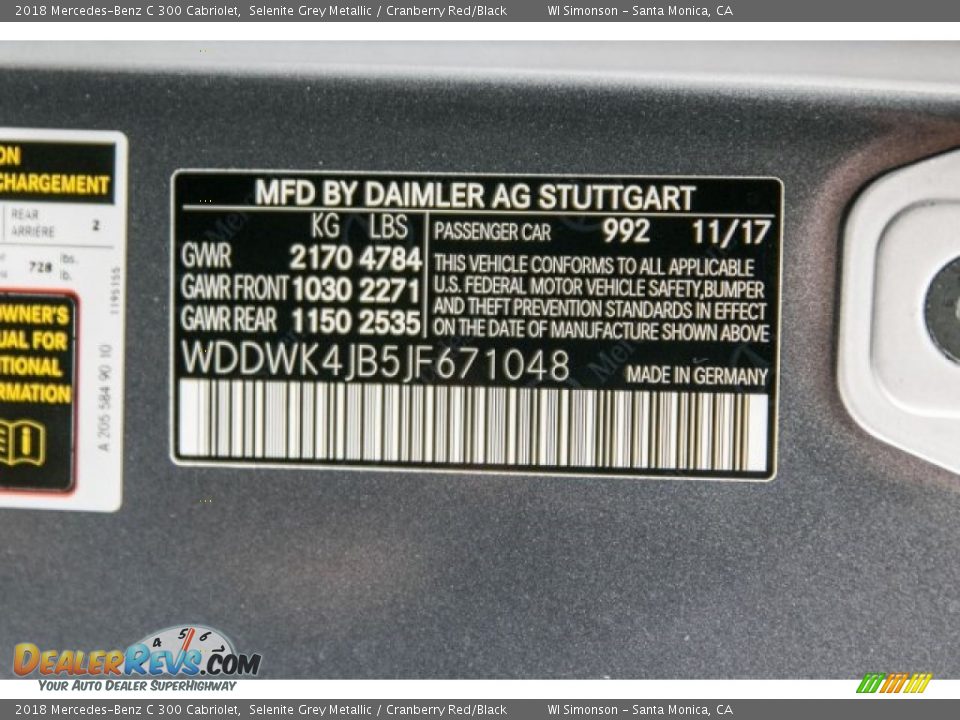 2018 Mercedes-Benz C 300 Cabriolet, Selenite Grey Metallic / Cranberry Red/Black WI Simonson - Santa Monica, CA
CHARGEMENT
REAR
ARRIÈRE 2
728 lbs.
lb.
1195155
OWNER'S
FOR
A 205 584 90 10
MFD BY DAIMLER AG STUTTGART
KG LBS
GWR 2170 4784
GAWR FRONT 1030 2271
GAWR REAR 1150 2535
PASSENGER CAR 992 11/17
THIS VEHICLE CONFORMS TO ALL APPLICABLE
U.S. FEDERAL MOTOR VEHICLE SAFETY,BUMPER
AND THEFT PREVENTION STANDARDS IN EFFECT
ON THE DATE OF MANUFACTURE SHOWN ABOVE
WDDWK4JB5JF671048
MADE IN GERMANY
4 5 6
DEALERREVS.COM
YOUR AUTO DEALER SUPERHIGHWAY
2018 Mercedes-Benz C 300 Cabriolet, Selenite Grey Metallic / Cranberry Red/Black WI Simonson - Santa Monica, CA